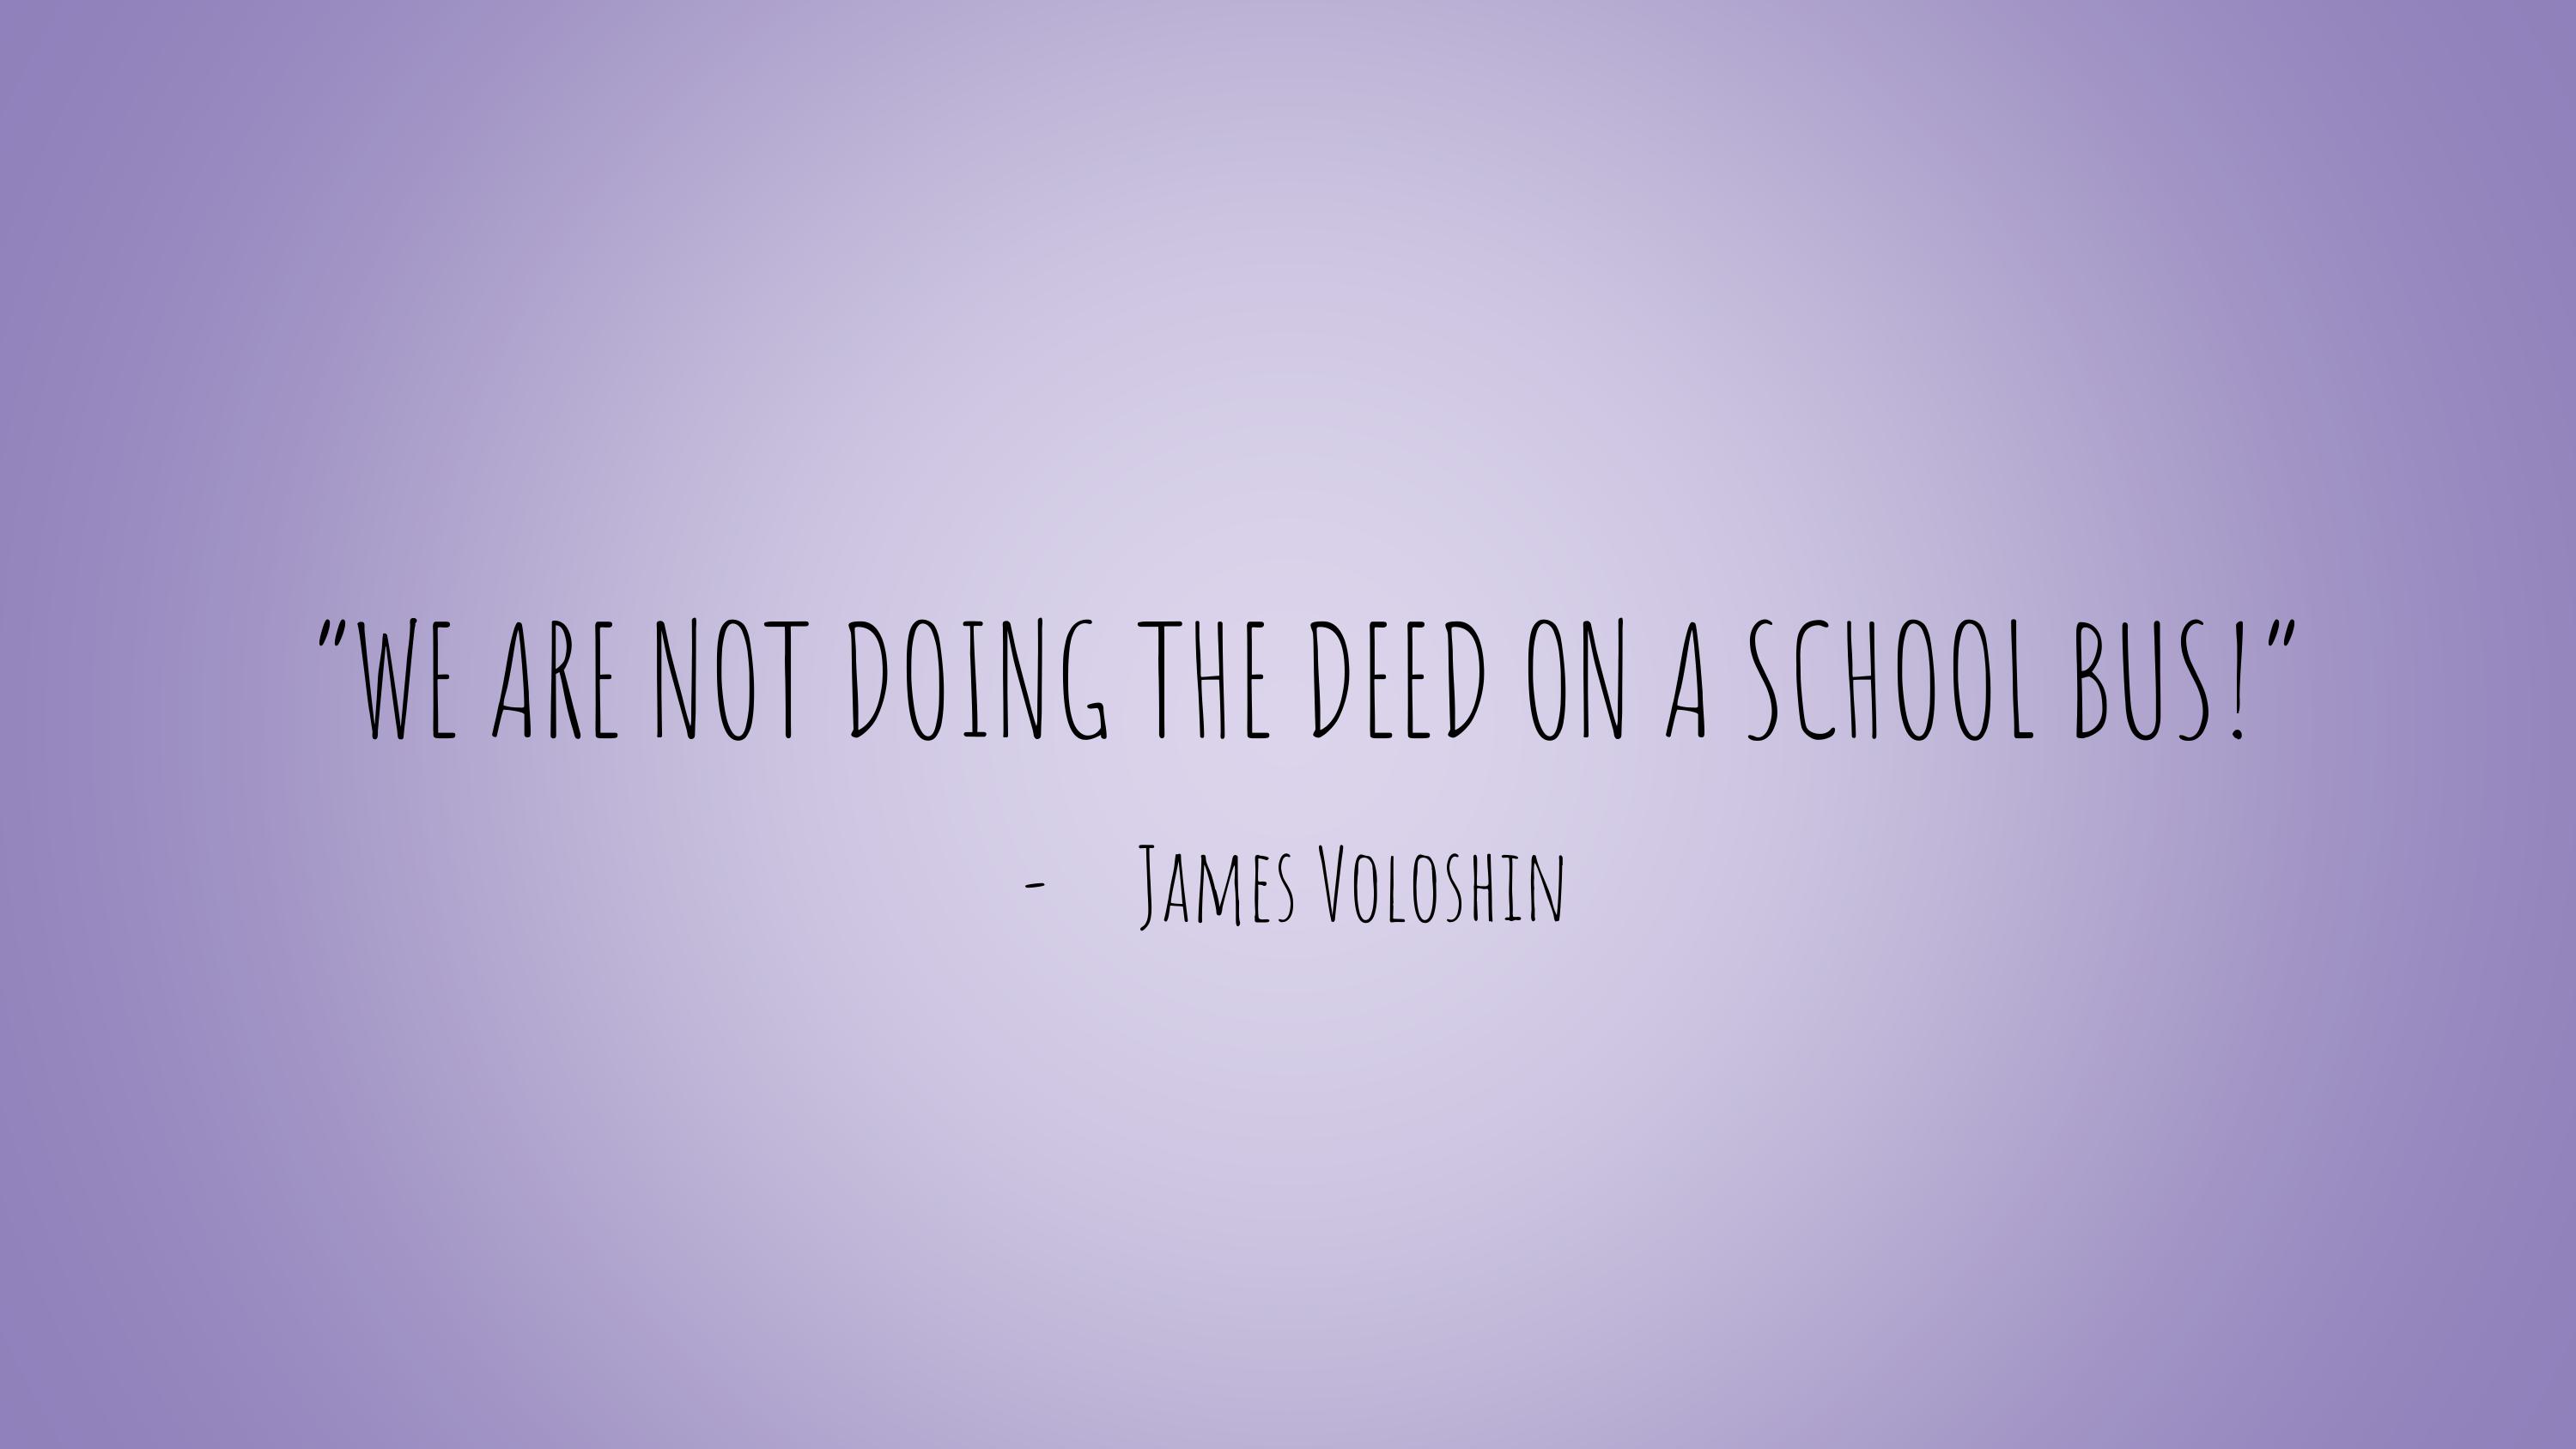 "WE ARE NOT DOING THE DEED ON A SCHOOL BUS!"
- JAMES VOLOSHIN